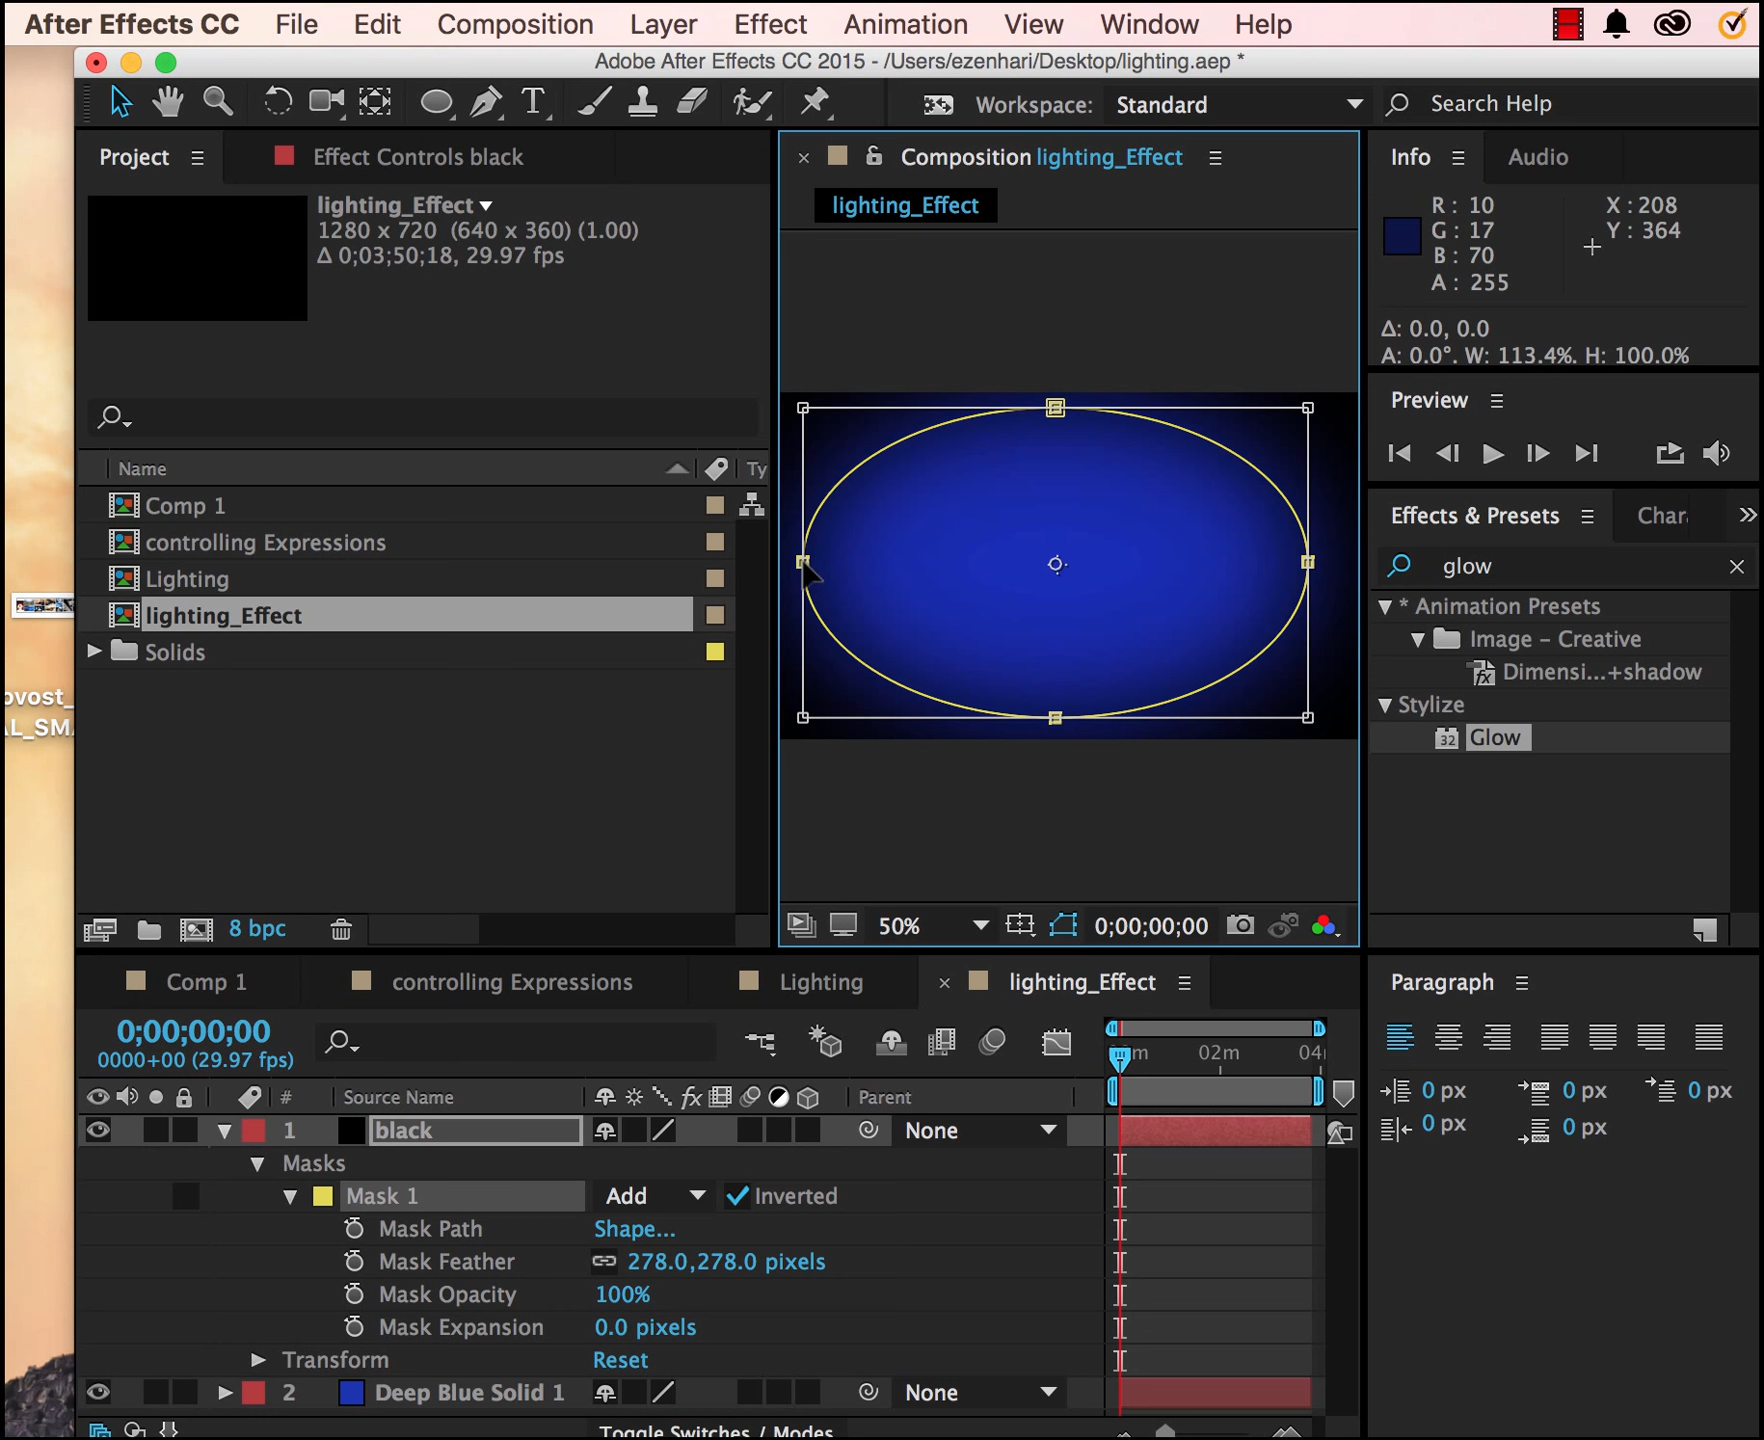 After Effects CC File Edit Composition Layer Effect Animation View Window Help
Adobe After Effects CC 2015 - /Users/ezenhari/Desktop/lighting.aep *
Workspace: Standard Search Help
Project Effect Controls black
lighting_Effect
1280 x 720 (640 x 360) (1.00)
Δ 0;03;50;18, 29.97 fps
Name Ty
Comp 1
controlling Expressions
Lighting
lighting_Effect
Solids
8 bpc
ovost_
AL_SM
Composition lighting_Effect
lighting_Effect
50% 0;00;00;00
Info Audio
R: 10 X: 208
G: 17 Y: 364
B: 70
A: 255
Δ: 0.0, 0.0
A: 0.0°. W: 113.4%. H: 100.0%
Preview
Effects & Presets Char
glow
* Animation Presets
Image – Creative
Dimensi...+shadow
Stylize
32 Glow
Comp 1 controlling Expressions Lighting lighting_Effect
0;00;00;00
0000+00 (29.97 fps)
02m
# Source Name fx Parent
1 black None
Masks
Mask 1 Add Inverted
Mask Path Shape...
Mask Feather 278.0,278.0 pixels
Mask Opacity 100%
Mask Expansion 0.0 pixels
Transform Reset
2 Deep Blue Solid 1 None
Toggle Switches / Modes
Paragraph
0 px 0 px 0 px
0 px 0 px